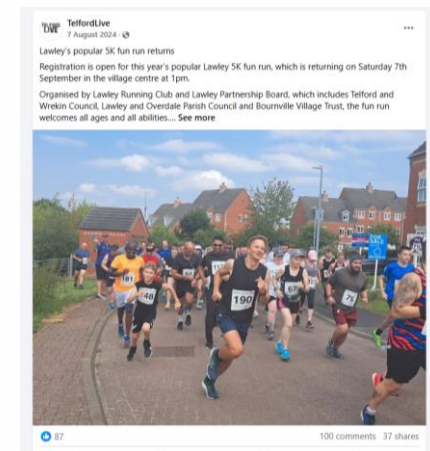 TELFORD LIVE
TelfordLive
7 August 2024 ·
Lawley's popular 5K fun run returns
Registration is open for this year's popular Lawley 5K fun run, which is returning on Saturday 7th
September in the village centre at 1pm.
Organised by Lawley Running Club and Lawley Partnership Board, which includes Telford and
Wrekin Council, Lawley and Overdale Parish Council and Bournville Village Trust, the fun run
welcomes all ages and all abilities.... See more
181
48
190
67
75
87
100 comments 37 shares